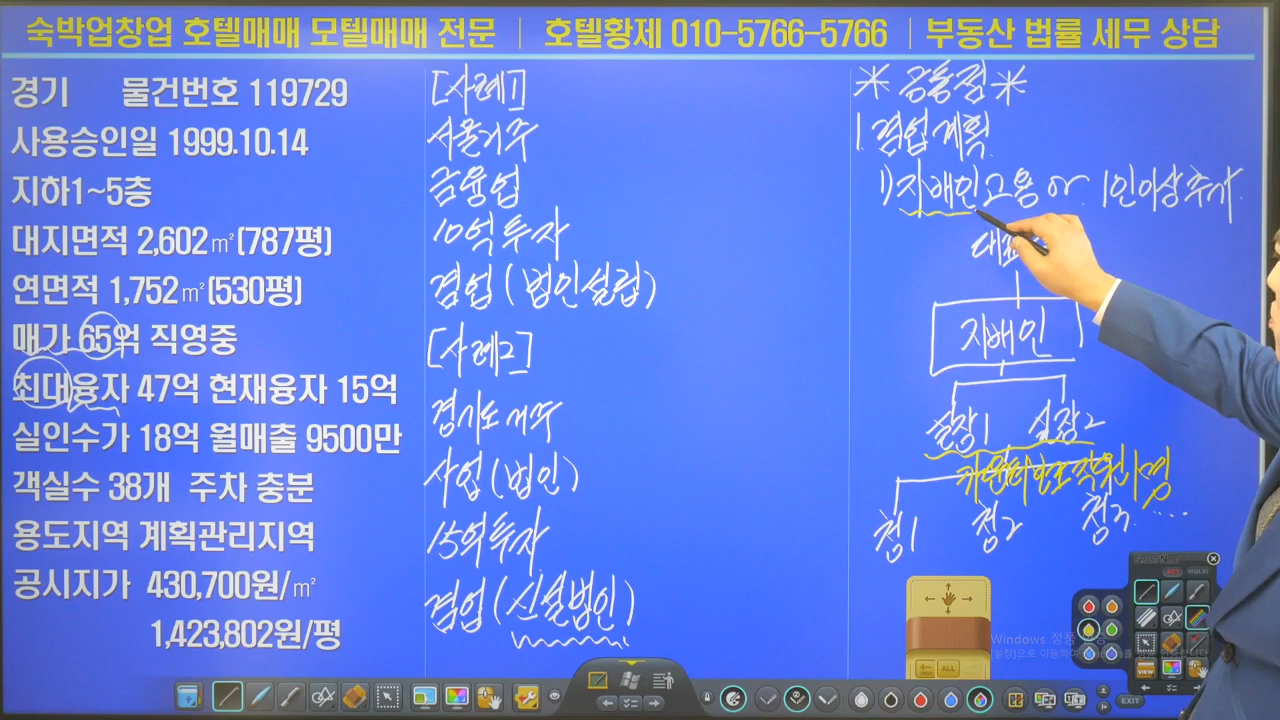 숙박업창업 호텔매매 모텔매매 전문 | 호텔황제 010-5766-5766 | 부동산 법률 세무 상담
경기 물건번호 119729
사용승인일 1999.10.14
지하1~5층
대지면적 2,602㎡(787평)
연면적 1,752㎡(530평)
매가 65억 직영중
최대융자 47억 현재융자 15억
실인수가 18억 월매출 9500만
객실수 38개 주차 충분
용도지역 계획관리지역
공시지가 430,700원/㎡
1,423,802원/평
[사례1]
서울거주
금융업
10억 투자
겸업 (법인설립)
[사례2]
경기도 거주
사업 (법인)
15억 투자
겸업 (신설법인)
* 공통점 *
1. 겸업계획
1) 지배인 고용 or 1인이상 추가
대표
지배인
실장1 실장2
청1 청2 청3 ....
Windows 정품
ALL
VIEW
EXIT